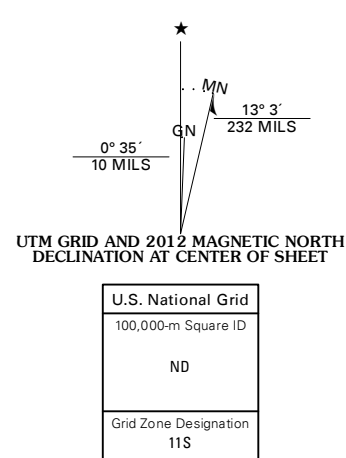 ★
MN
13° 3´
232 MILS
GN
0° 35´
10 MILS
UTM GRID AND 2012 MAGNETIC NORTH
DECLINATION AT CENTER OF SHEET
U.S. National Grid
100,000-m Square ID
ND
Grid Zone Designation
11S